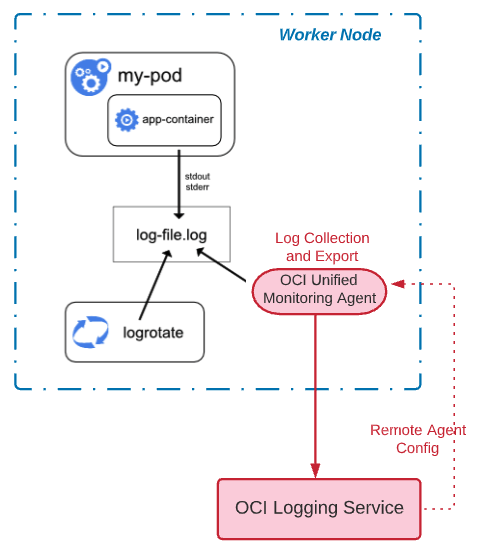 Worker Node
my-pod
app-container
stdout
stderr
log-file.log
Log Collection
and Export
OCI Unified
Monitoring Agent
logrotate
Remote Agent
Config
OCI Logging Service